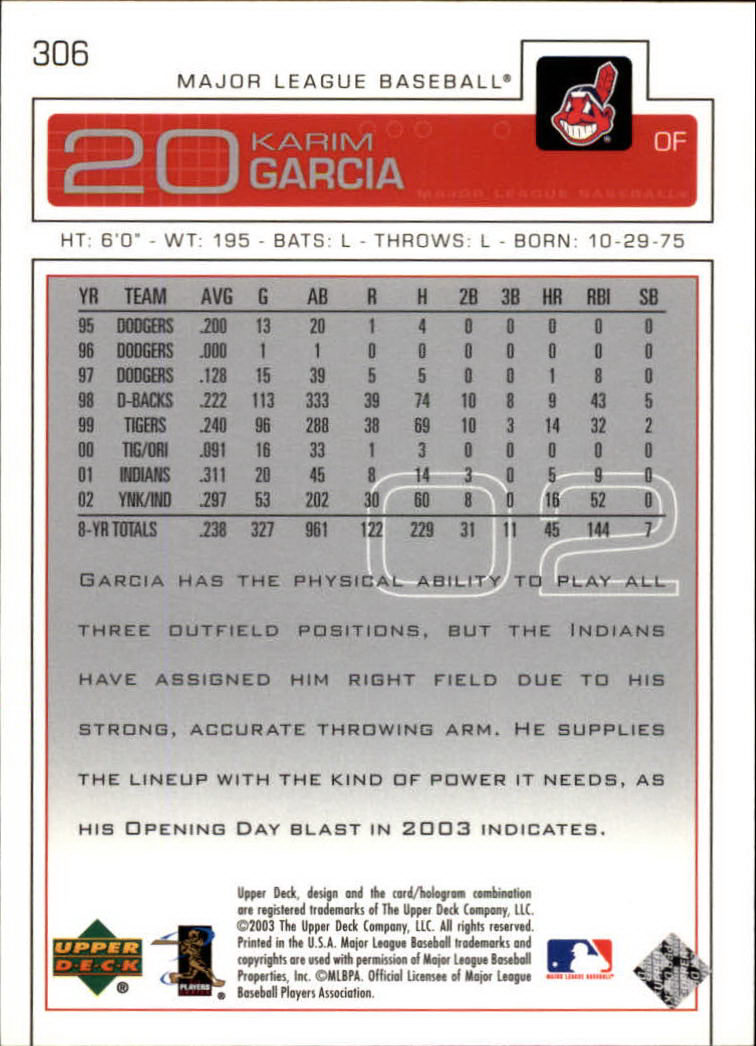 306
MAJOR LEAGUE BASEBALL®
20 KARIM
GARCIA
OF
MAJOR LEAGUE BASEBALL
HT: 6'0" - WT: 195 - BATS: L - THROWS: L - BORN: 10-29-75
YR TEAM AVG G AB R H 2B 3B HR RBI SB
95 DODGERS .200 13 20 1 4 0 0 0 0 0
96 DODGERS .000 1 1 0 0 0 0 0 0 0
97 DODGERS .128 15 39 5 5 0 0 1 8 0
98 D-BACKS .222 113 333 39 74 10 8 9 43 5
99 TIGERS .240 96 288 38 69 10 3 14 32 2
00 TIG/ORI .091 16 33 1 3 0 0 0 0 0
01 INDIANS .311 20 45 8 14 3 0 5 9 0
02 YNK/IND .297 53 202 30 60 8 0 16 52 0
8-YR TOTALS .238 327 961 122 229 31 11 45 144 7
02
GARCIA HAS THE PHYSICAL ABILITY TO PLAY ALL
THREE OUTFIELD POSITIONS, BUT THE INDIANS
HAVE ASSIGNED HIM RIGHT FIELD DUE TO HIS
STRONG, ACCURATE THROWING ARM. HE SUPPLIES
THE LINEUP WITH THE KIND OF POWER IT NEEDS, AS
HIS OPENING DAY BLAST IN 2003 INDICATES.
Upper Deck, design and the card/hologram combination
are registered trademarks of The Upper Deck Company, LLC.
©2003 The Upper Deck Company, LLC. All rights reserved.
Printed in the U.S.A. Major League Baseball trademarks and
copyrights are used with permission of Major League Baseball
Properties, Inc. ©MLBPA. Official Licensee of Major League
Baseball Players Association.
UPPER
DECK
®
PLAYERS
CHOICE
®
MAJOR LEAGUE BASEBALL